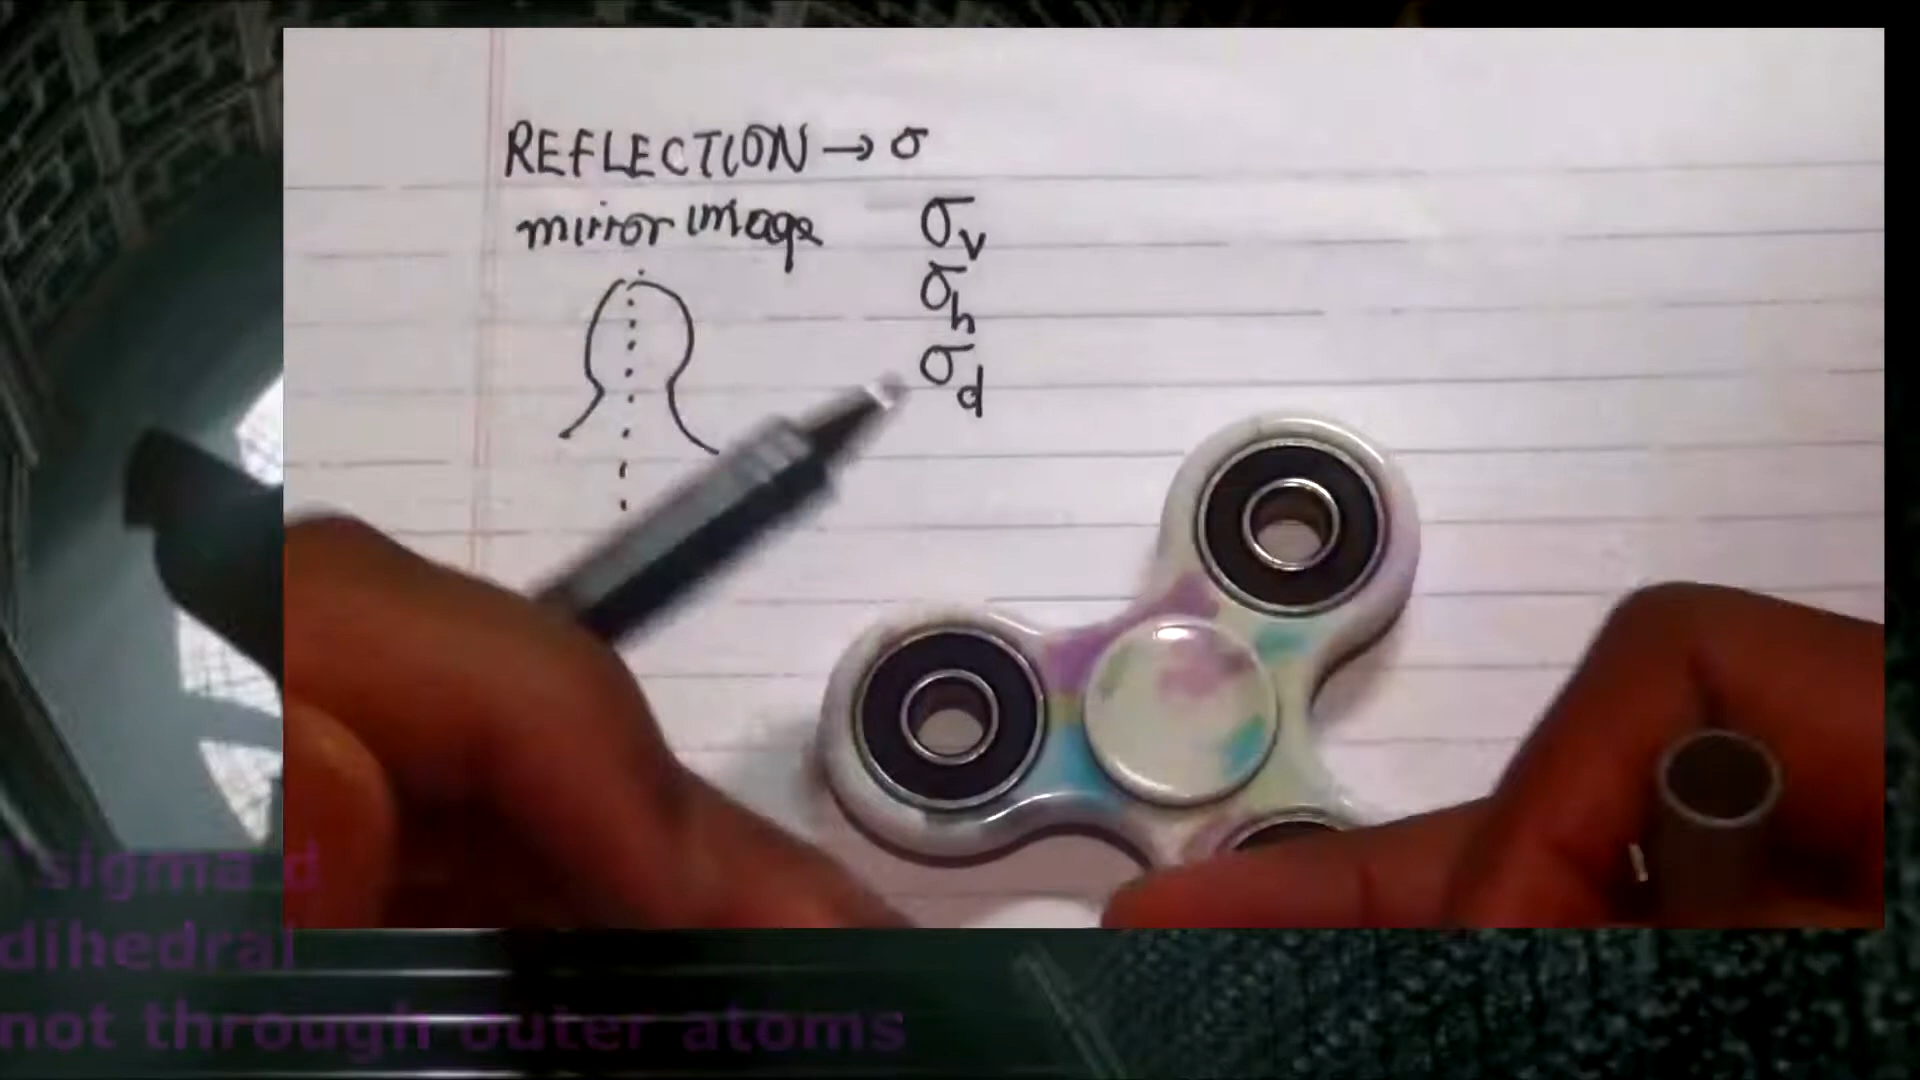 REFLECTION → σ
mirror image
σv
σh
σd
"sigma d
dihedral
not through outer atoms